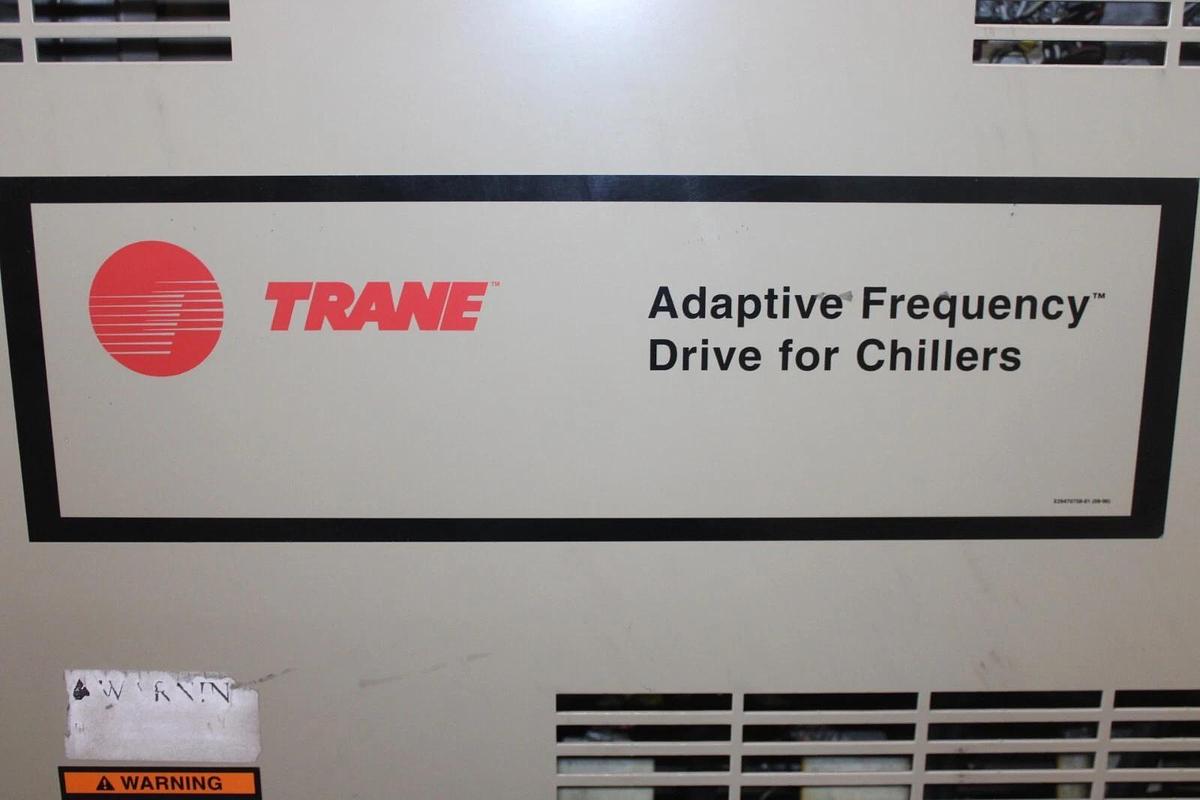 TRANE™
Adaptive Frequency™
Drive for Chillers
WARNING